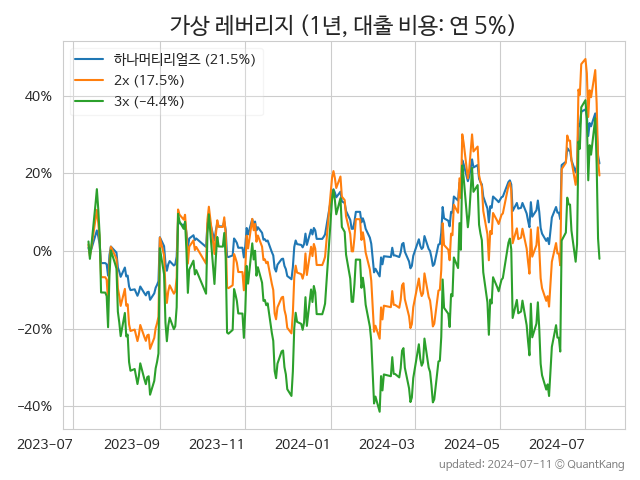 가상 레버리지 (1년, 대출 비용: 연 5%)
하나머티리얼즈 (21.5%)
2x (17.5%)
3x (−4.4%)
40%
20%
0%
−20%
−40%
2023-07 2023-09 2023-11 2024-01 2024-03 2024-05 2024-07
updated: 2024-07-11 © QuantKang